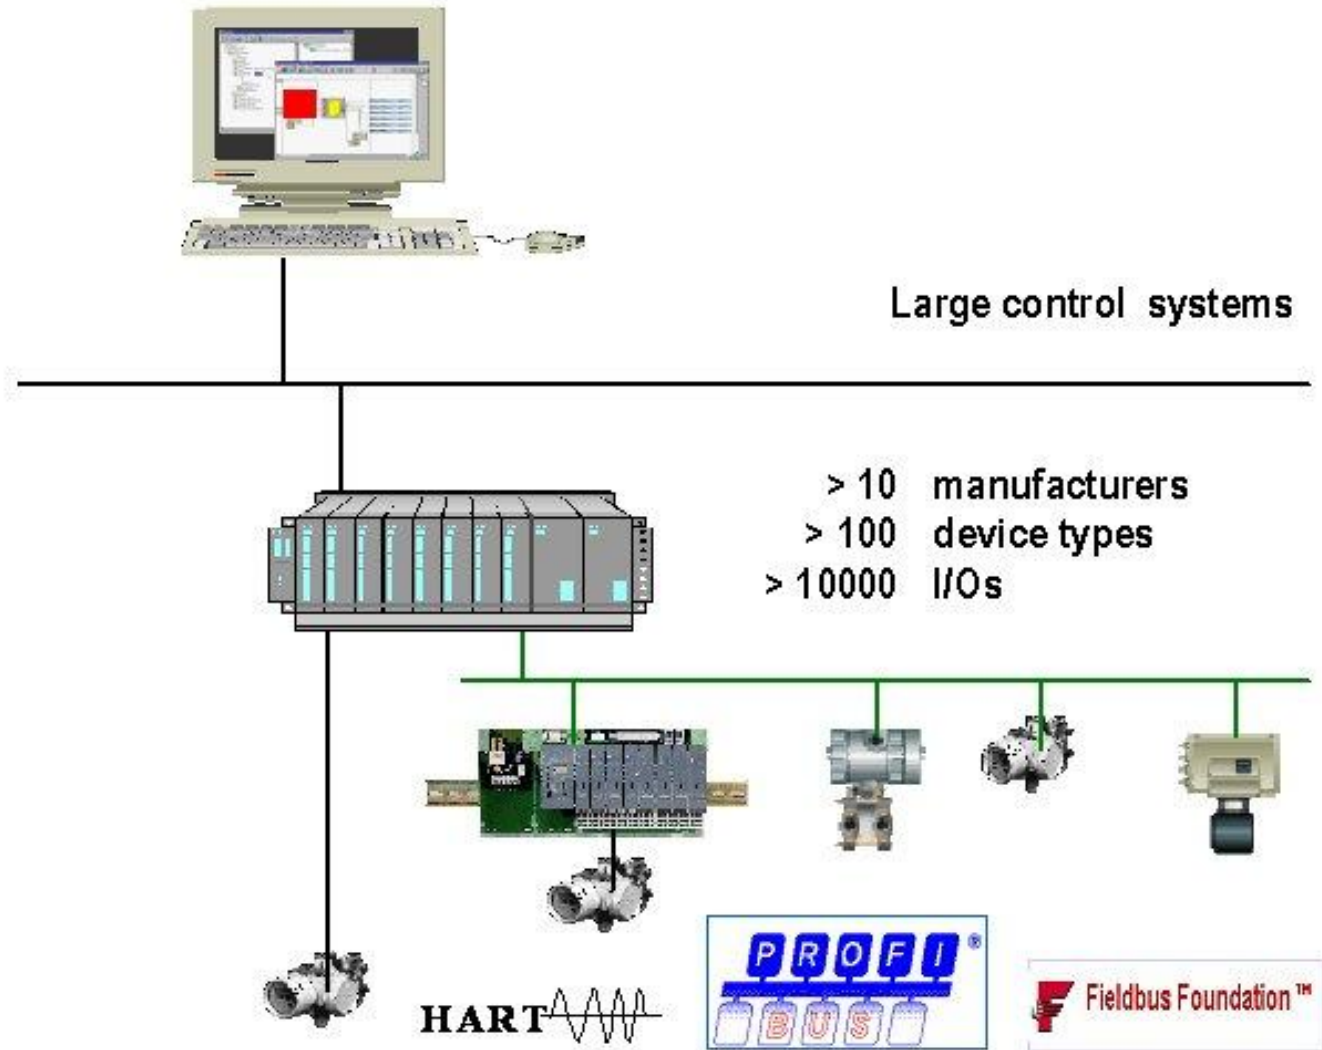 Large control systems
> 10 manufacturers
> 100 device types
> 10000 I/Os
HART
PROFI®
BUS
Fieldbus Foundation™